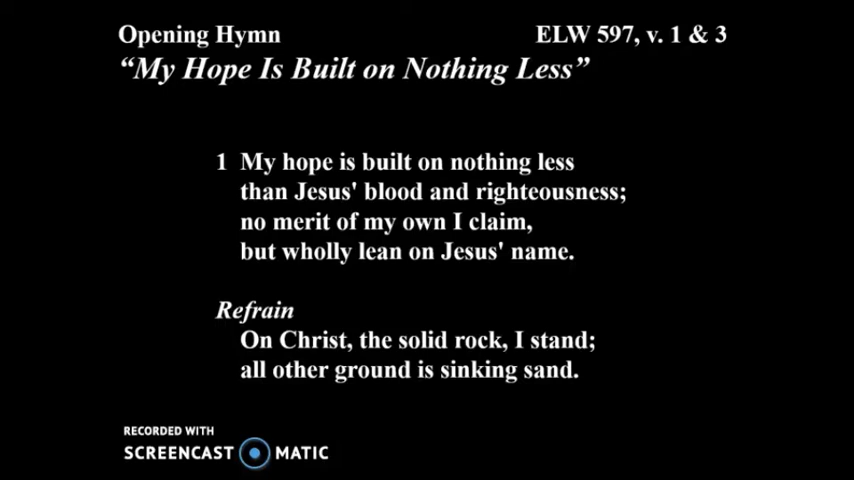 Opening Hymn ELW 597, v. 1 & 3
“My Hope Is Built on Nothing Less”
1 My hope is built on nothing less
than Jesus' blood and righteousness;
no merit of my own I claim,
but wholly lean on Jesus' name.
Refrain
On Christ, the solid rock, I stand;
all other ground is sinking sand.
RECORDED WITH
SCREENCAST MATIC